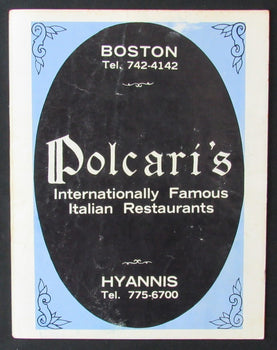 BOSTON
Tel. 742-4142
Polcari's
Internationally Famous
Italian Restaurants
HYANNIS
Tel. 775-6700